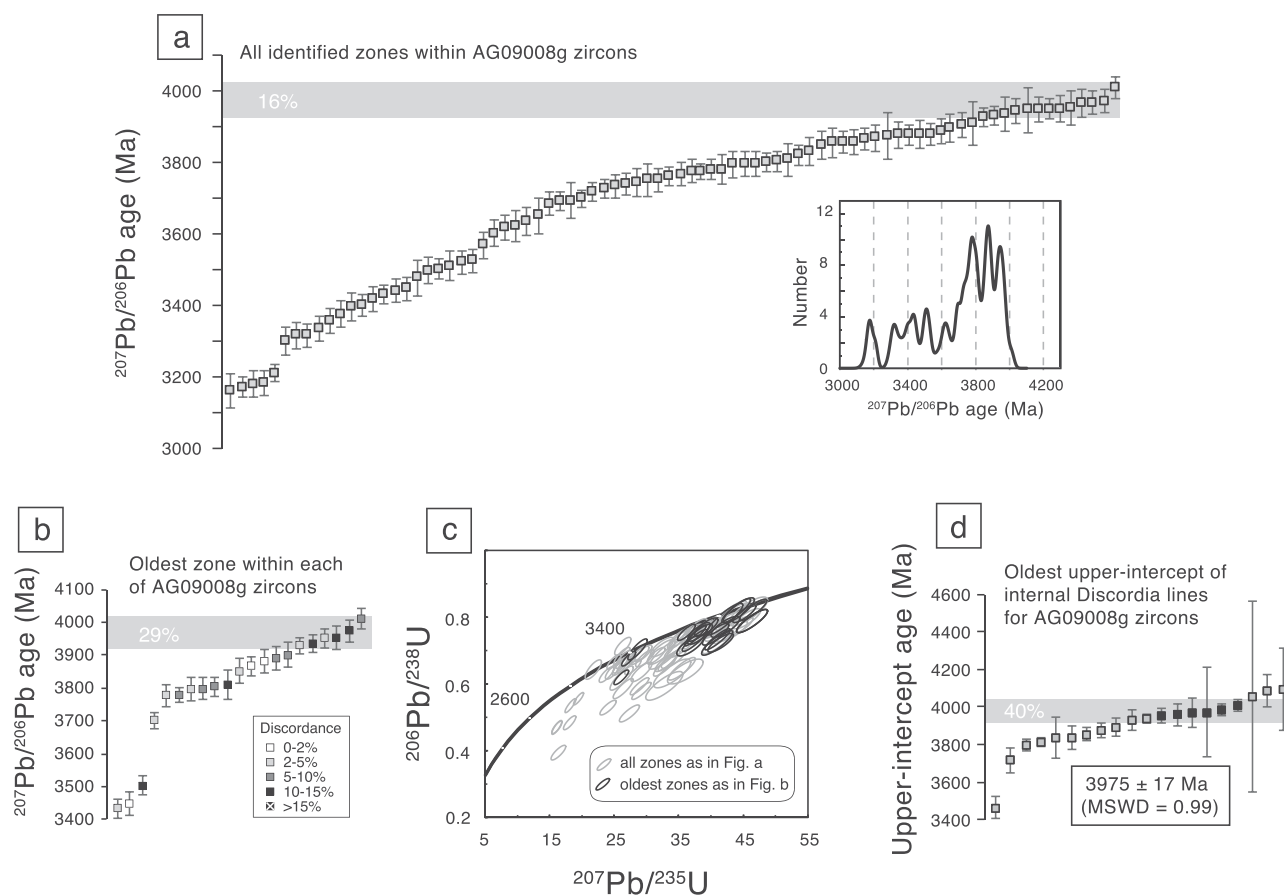 a
All identified zones within AG09008g zircons
207Pb/206Pb age (Ma)
4000
3800
3600
3400
3200
3000
16%
Number
12
8
4
0
3000 3400 3800 4200
207Pb/206Pb age (Ma)
b
Oldest zone within each
of AG09008g zircons
207Pb/206Pb age (Ma)
4100
4000
3900
3800
3700
3600
3500
3400
29%
Discordance
0-2%
2-5%
5-10%
10-15%
>15%
c
206Pb/238U
0.8
0.6
0.4
0.2
3800
3400
2600
all zones as in Fig. a
oldest zones as in Fig. b
5 15 25 35 45 55
207Pb/235U
d
Oldest upper-intercept of
internal Discordia lines
for AG09008g zircons
Upper-intercept age (Ma)
4600
4400
4200
4000
3800
3600
3400
40%
3975 ± 17 Ma
(MSWD = 0.99)